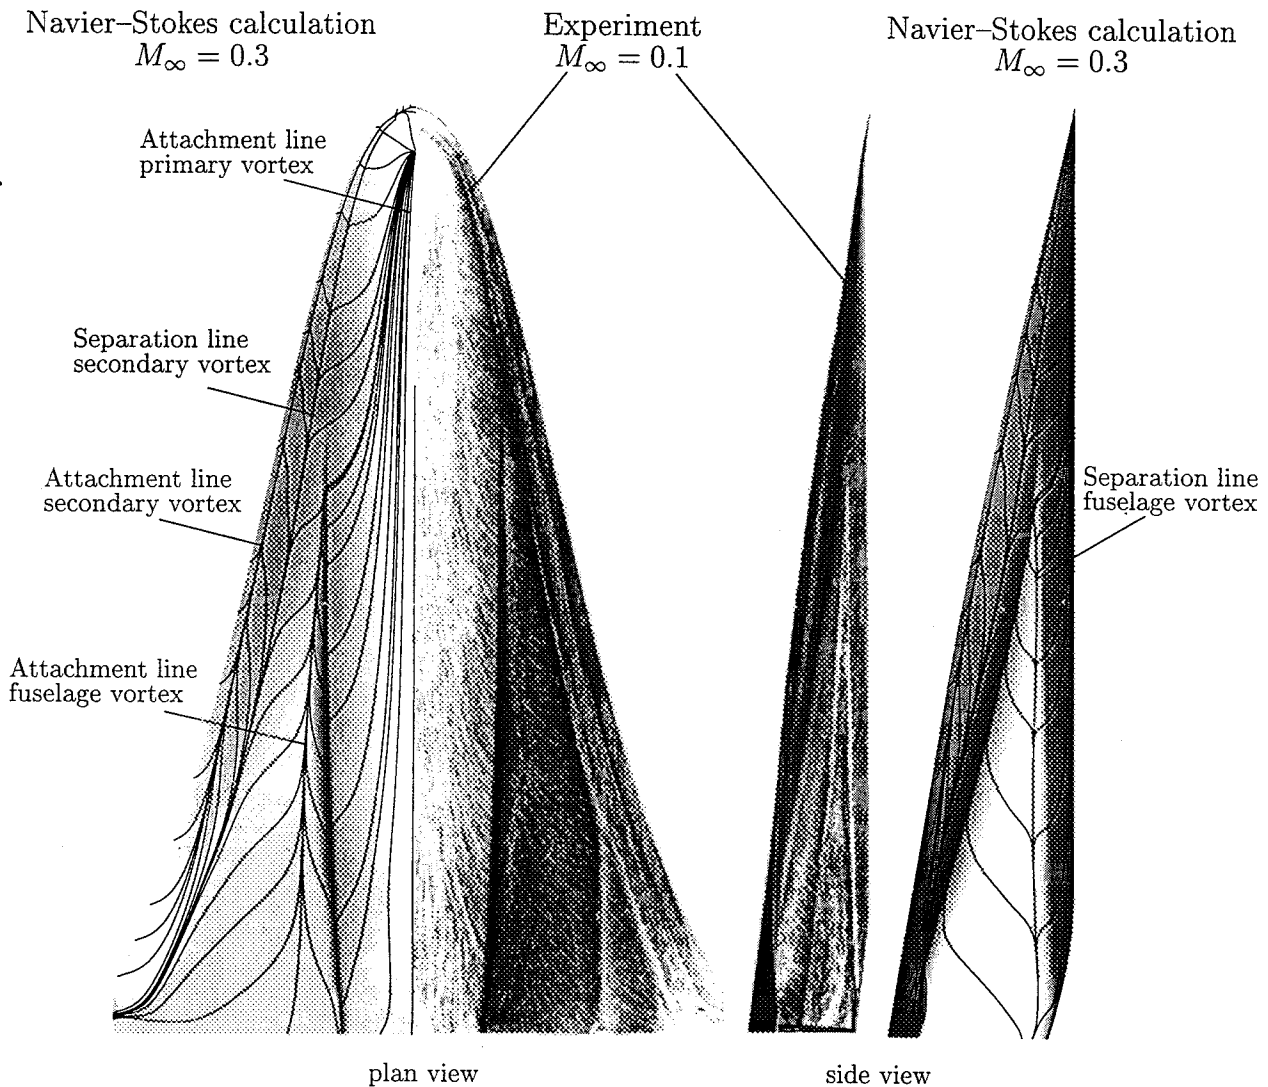 Navier–Stokes calculation
M∞ = 0.3
Experiment
M∞ = 0.1
Navier–Stokes calculation
M∞ = 0.3
Attachment line
primary vortex
Separation line
secondary vortex
Attachment line
secondary vortex
Separation line
fuselage vortex
Attachment line
fuselage vortex
plan view
side view